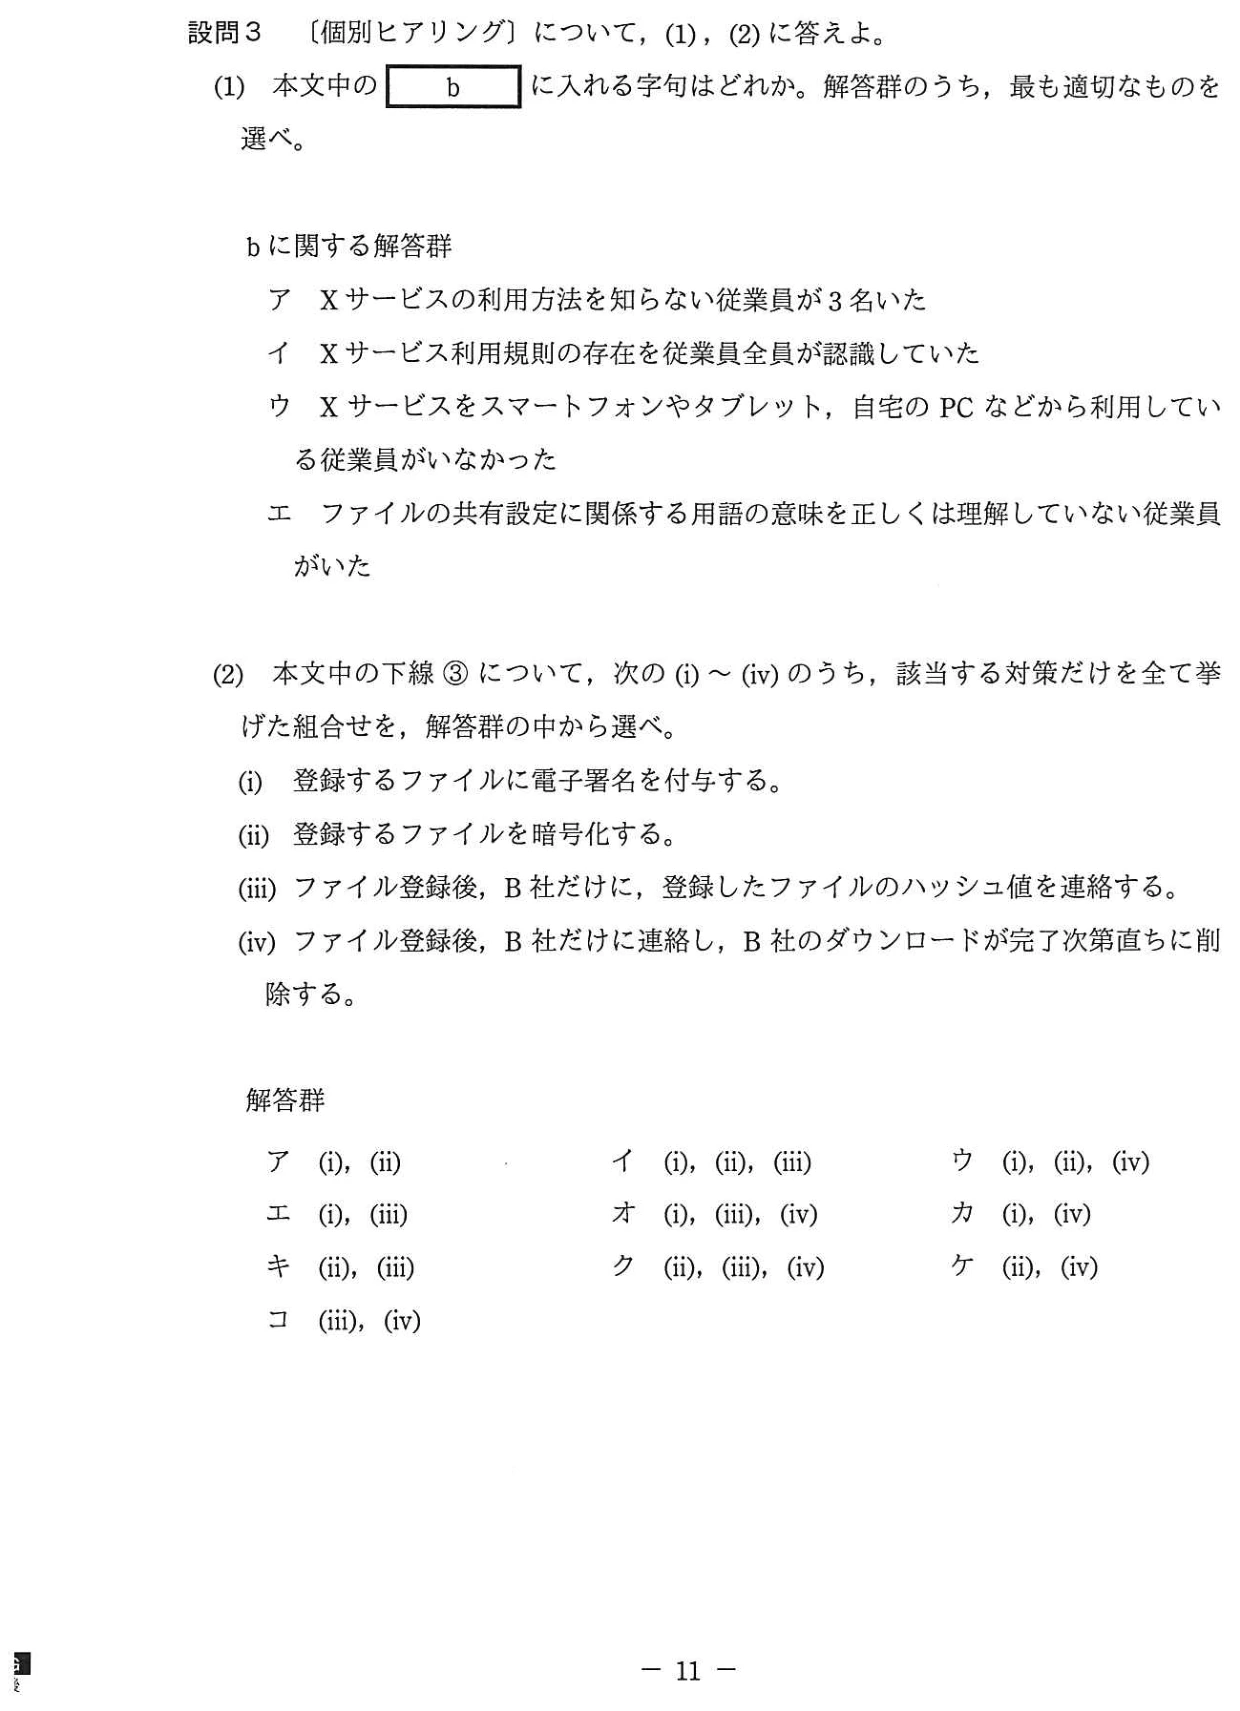 設問3 〔個別ヒアリング〕について，(1)，(2)に答えよ。
(1) 本文中の b に入れる字句はどれか。解答群のうち，最も適切なものを
選べ。
bに関する解答群
ア Xサービスの利用方法を知らない従業員が3名いた
イ Xサービス利用規則の存在を従業員全員が認識していた
ウ Xサービスをスマートフォンやタブレット，自宅のPCなどから利用してい
る従業員がいなかった
エ ファイルの共有設定に関係する用語の意味を正しくは理解していない従業員
がいた
(2) 本文中の下線③について，次の(i)～(iv)のうち，該当する対策だけを全て挙
げた組合せを，解答群の中から選べ。
(i) 登録するファイルに電子署名を付与する。
(ii) 登録するファイルを暗号化する。
(iii) ファイル登録後，B社だけに，登録したファイルのハッシュ値を連絡する。
(iv) ファイル登録後，B社だけに連絡し，B社のダウンロードが完了次第直ちに削
除する。
解答群
ア (i)，(ii) イ (i)，(ii)，(iii) ウ (i)，(ii)，(iv)
エ (i)，(iii) オ (i)，(iii)，(iv) カ (i)，(iv)
キ (ii)，(iii) ク (ii)，(iii)，(iv) ケ (ii)，(iv)
コ (iii)，(iv)
－ 11 －